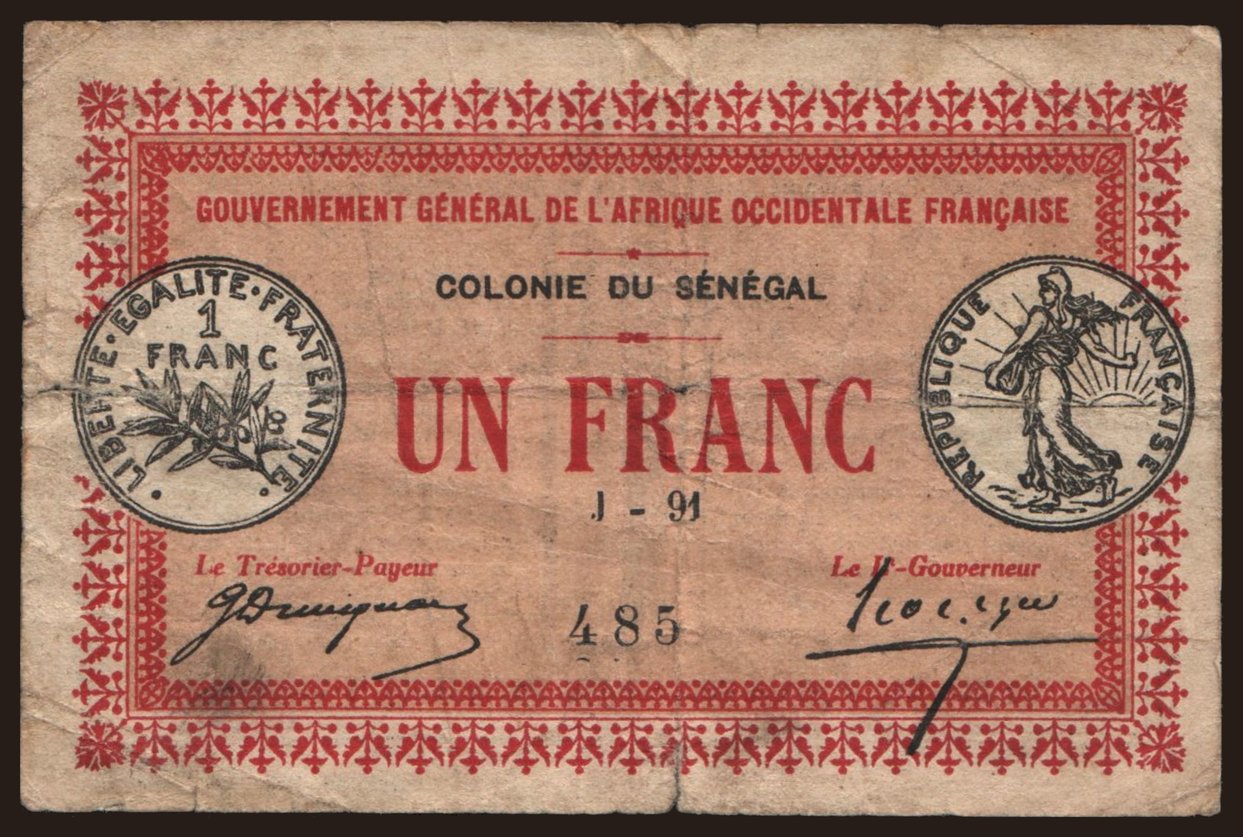 GOUVERNEMENT GÉNÉRAL DE L'AFRIQUE OCCIDENTALE FRANÇAISE
COLONIE DU SÉNÉGAL
· LIBERTE · EGALITE · FRATERNITE ·
1
FRANC
REPUBLIQUE FRANÇAISE
UN FRANC
J - 91
Le Trésorier-Payeur
Le Lt-Gouverneur
485